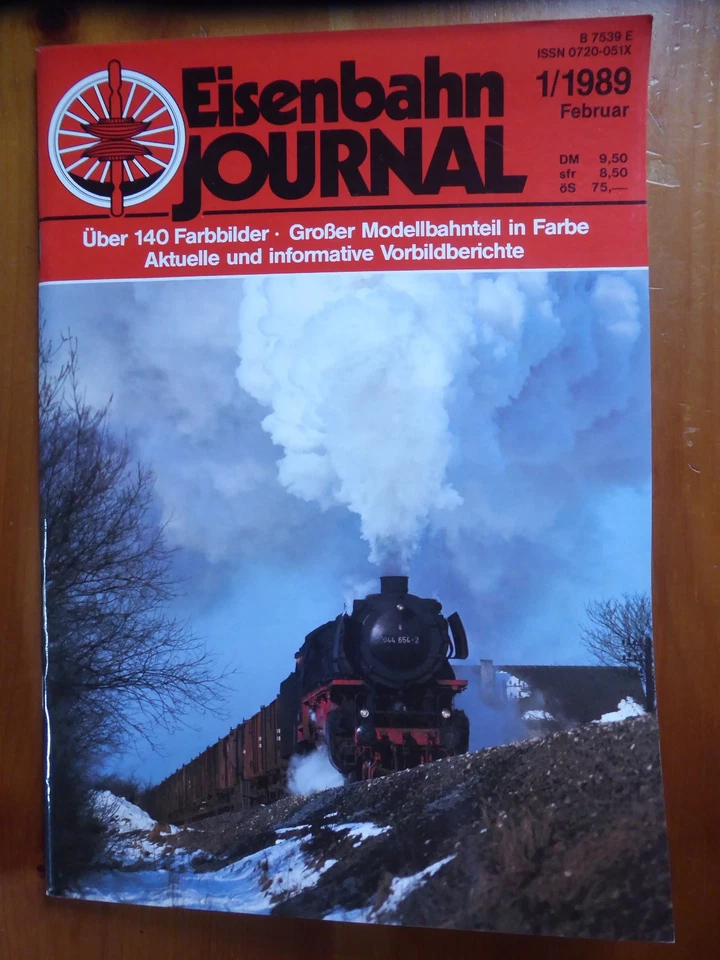 B 7539 E
ISSN 0720-051X
Eisenbahn
JOURNAL
1/1989
Februar
DM 9,50
sfr 8,50
öS 75,—
Über 140 Farbbilder · Großer Modellbahnteil in Farbe
Aktuelle und informative Vorbildberichte
044 654-2